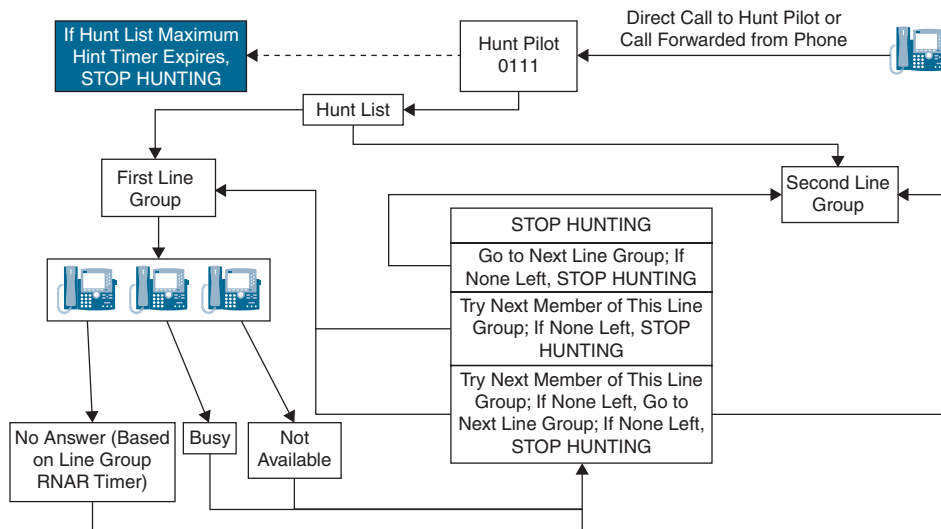 If Hunt List Maximum
Hint Timer Expires,
STOP HUNTING
Hunt Pilot
0111
Direct Call to Hunt Pilot or
Call Forwarded from Phone
Hunt List
First Line
Group
Second Line
Group
STOP HUNTING
Go to Next Line Group; If
None Left, STOP HUNTING
Try Next Member of This Line
Group; If None Left, STOP
HUNTING
Try Next Member of This Line
Group; If None Left, Go to
Next Line Group; If None Left,
STOP HUNTING
No Answer (Based
on Line Group
RNAR Timer)
Busy
Not
Available